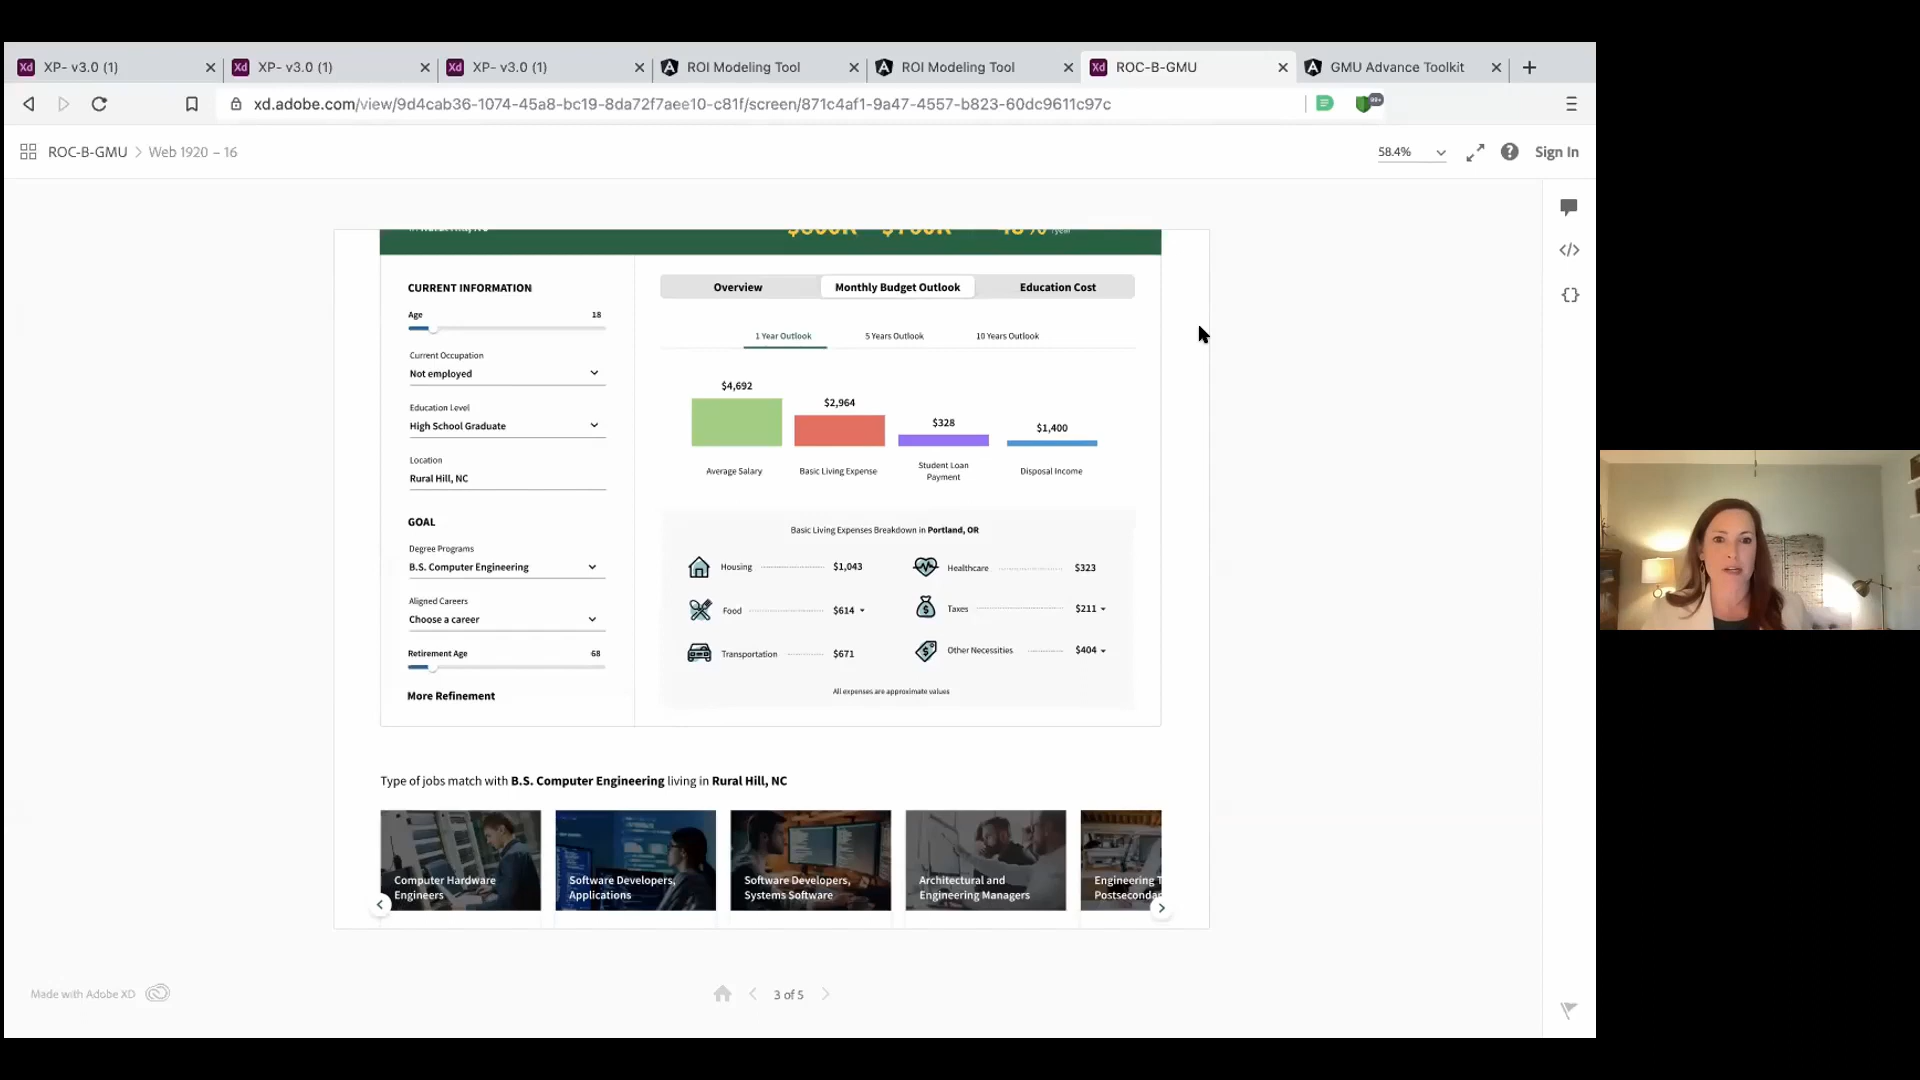 XP- v3.0 (1)
XP- v3.0 (1)
XP- v3.0 (1)
ROI Modeling Tool
ROI Modeling Tool
ROC-B-GMU
GMU Advance Toolkit
xd.adobe.com/view/9d4cab36-1074-45a8-bc19-8da72f7aee10-c81f/screen/871c4af1-9a47-4557-b823-60dc9611c97c
99+
ROC-B-GMU > Web 1920 – 16
58.4%
Sign In
/year
CURRENT INFORMATION
Age 18
Current Occupation
Not employed
Education Level
High School Graduate
Location
Rural Hill, NC
GOAL
Degree Programs
B.S. Computer Engineering
Aligned Careers
Choose a career
Retirement Age 68
More Refinement
Overview
Monthly Budget Outlook
Education Cost
1 Year Outlook
5 Years Outlook
10 Years Outlook
$4,692
$2,964
$328
$1,400
Average Salary
Basic Living Expense
Student Loan
Payment
Disposal Income
Basic Living Expenses Breakdown in Portland, OR
Housing $1,043
Healthcare $323
Food $614
Taxes $211
Transportation $671
Other Necessities $404
All expenses are approximate values
Type of jobs match with B.S. Computer Engineering living in Rural Hill, NC
Computer Hardware
Engineers
Software Developers,
Applications
Software Developers,
Systems Software
Architectural and
Engineering Managers
Engineering T
Postsecondar
Made with Adobe XD
3 of 5